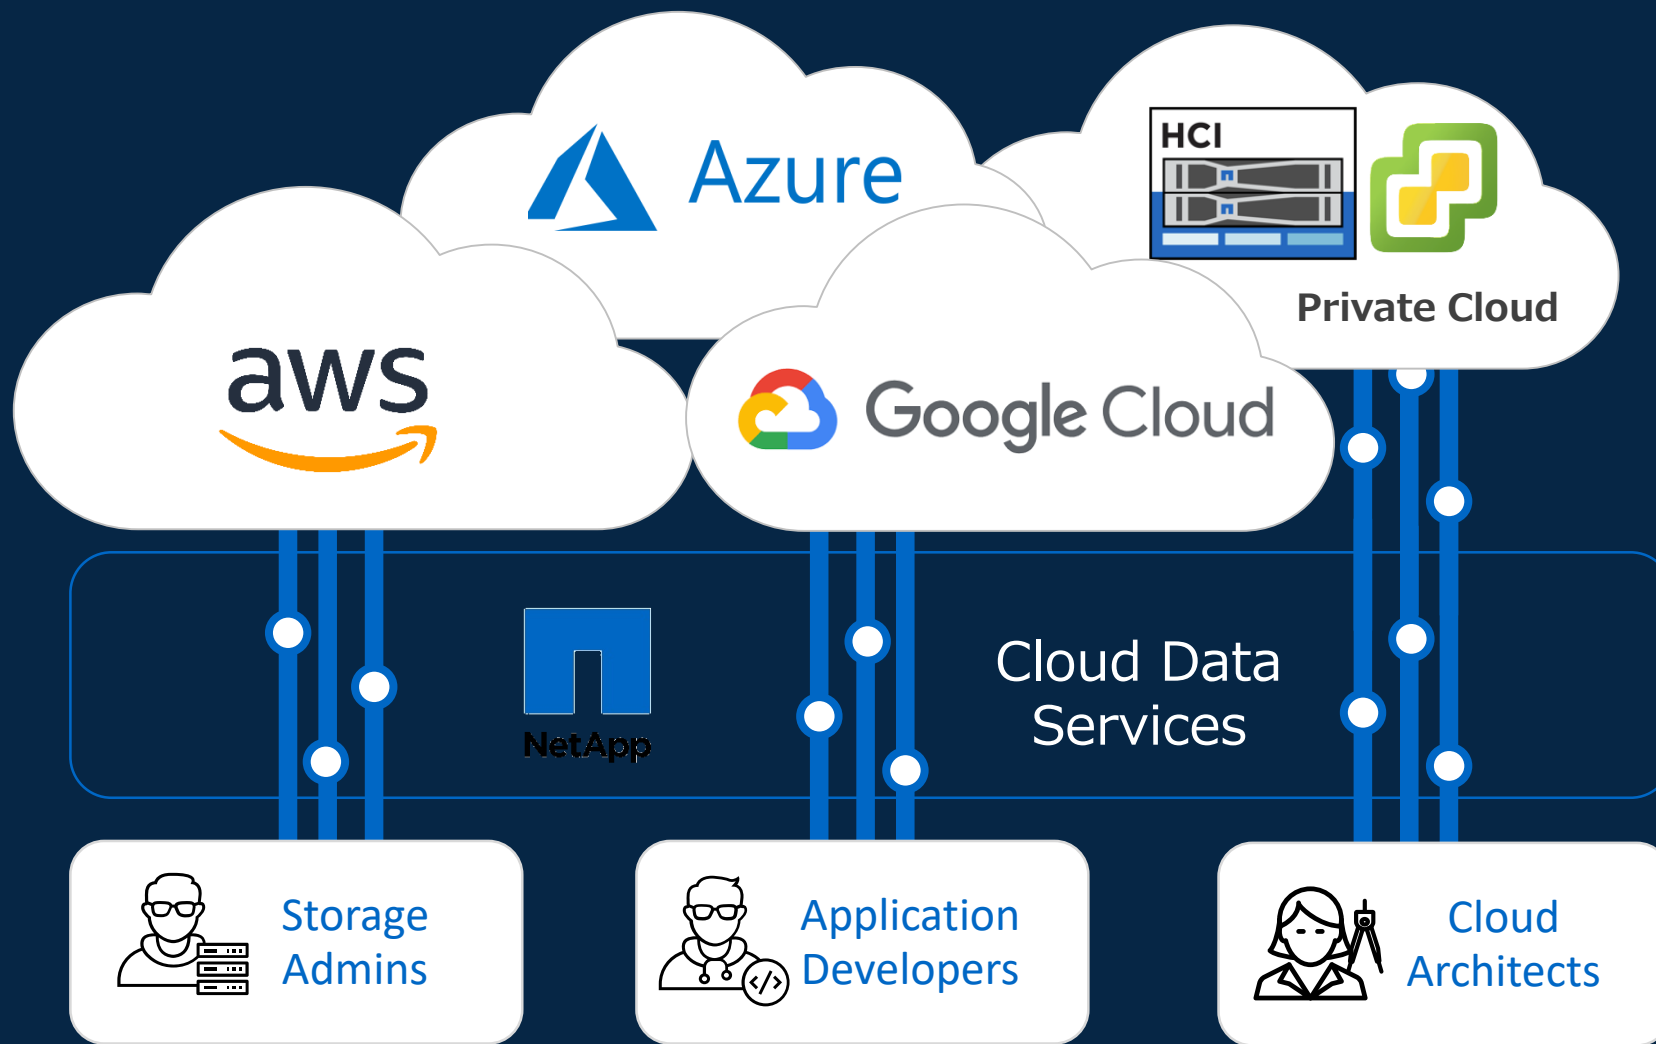 Azure
HCI
Private Cloud
aws
Google Cloud
NetApp
Cloud Data
Services
Storage
Admins
Application
Developers
Cloud
Architects